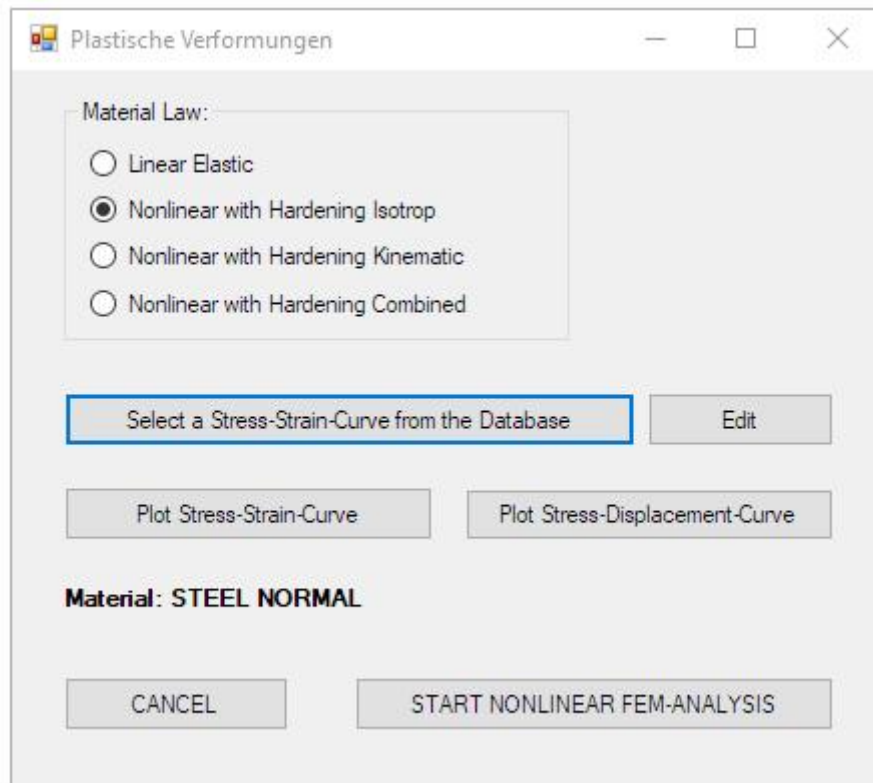 Plastische Verformungen
Material Law:
Linear Elastic
Nonlinear with Hardening Isotrop
Nonlinear with Hardening Kinematic
Nonlinear with Hardening Combined
Select a Stress-Strain-Curve from the Database
Edit
Plot Stress-Strain-Curve
Plot Stress-Displacement-Curve
Material: STEEL NORMAL
CANCEL
START NONLINEAR FEM-ANALYSIS